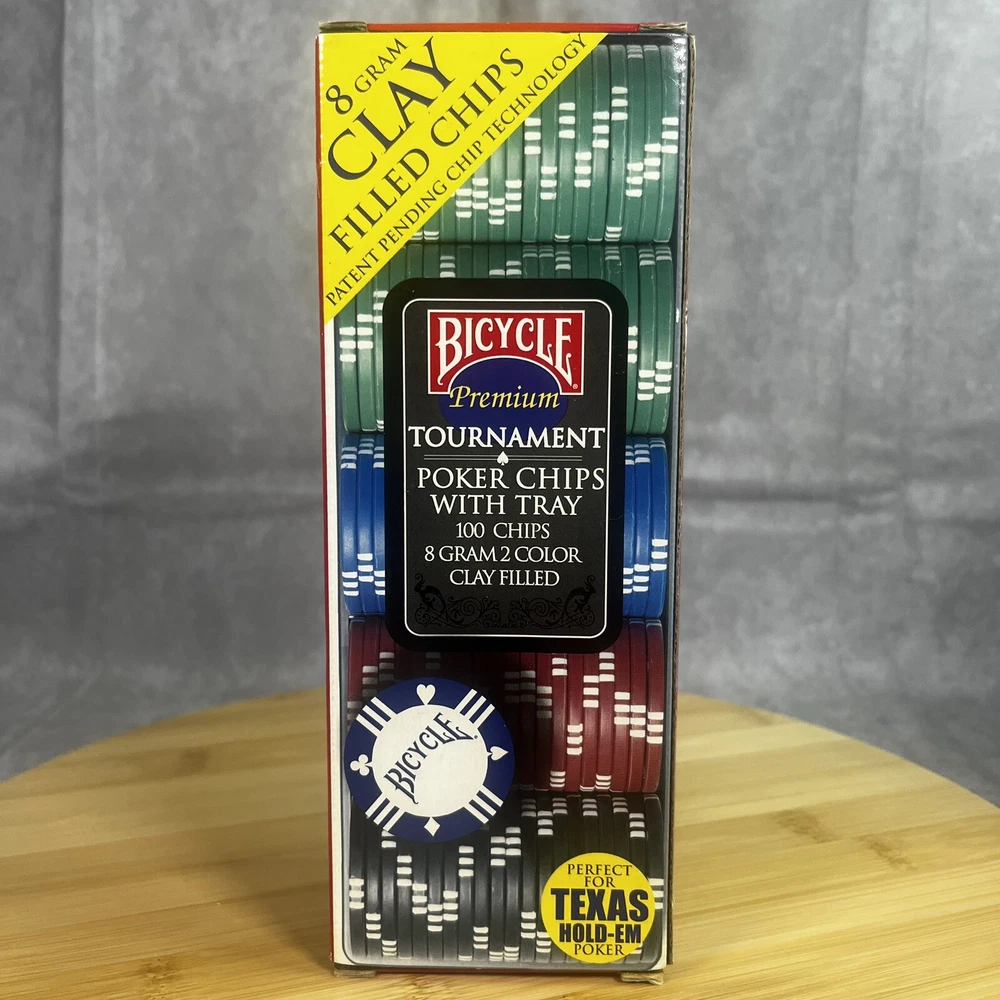 8 GRAM
CLAY
FILLED CHIPS
PATENT PENDING CHIP TECHNOLOGY
BICYCLE®
Premium
TOURNAMENT
POKER CHIPS
WITH TRAY
100 CHIPS
8 GRAM 2 COLOR
CLAY FILLED
BICYCLE
PERFECT
FOR
TEXAS
HOLD-EM
POKER